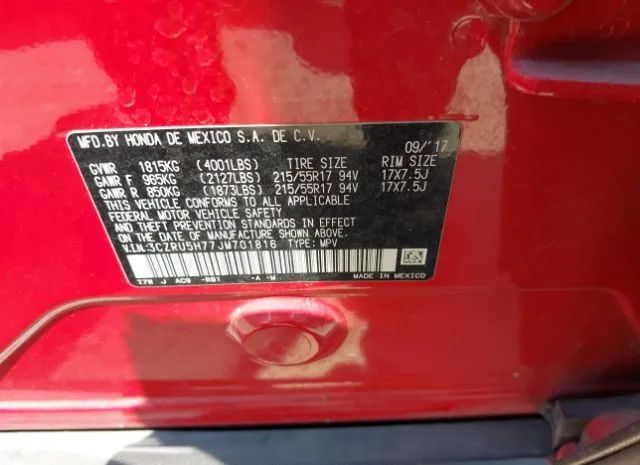 MFD.BY HONDA DE MEXICO S.A. DE C.V. 09/'17
GVWR 1815KG (4001LBS) TIRE SIZE RIM SIZE
GAWR F 965KG (2127LBS) 215/55R17 94V 17X7.5J
GAWR R 850KG (1873LBS) 215/55R17 94V 17X7.5J
THIS VEHICLE CONFORMS TO ALL APPLICABLE
FEDERAL MOTOR VEHICLE SAFETY
AND THEFT PREVENTION STANDARDS IN EFFECT
ON THE DATE OF MANUFACTURE SHOWN ABOVE.
V.I.N.:3CZRU5H77JM701816 TYPE: MPV
T7W J AC9 -R81 -A -M MADE IN MEXICO